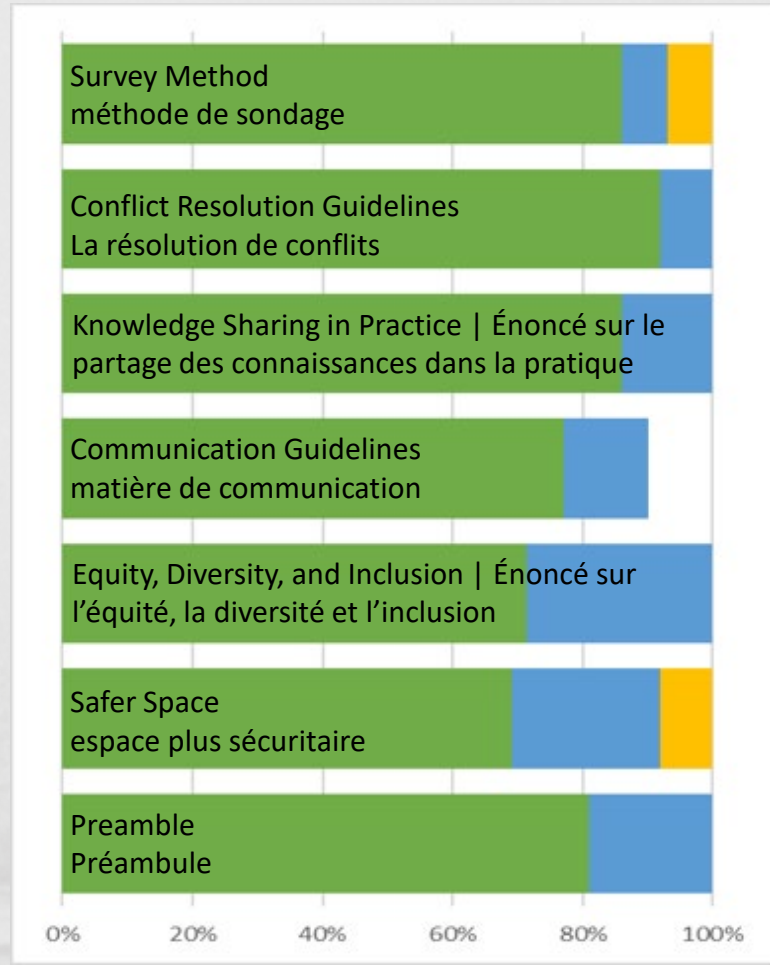 Survey Method
méthode de sondage
Conflict Resolution Guidelines
La résolution de conflits
Knowledge Sharing in Practice | Énoncé sur le
partage des connaissances dans la pratique
Communication Guidelines
matière de communication
Equity, Diversity, and Inclusion | Énoncé sur
l’équité, la diversité et l’inclusion
Safer Space
espace plus sécuritaire
Preamble
Préambule
0% 20% 40% 60% 80% 100%